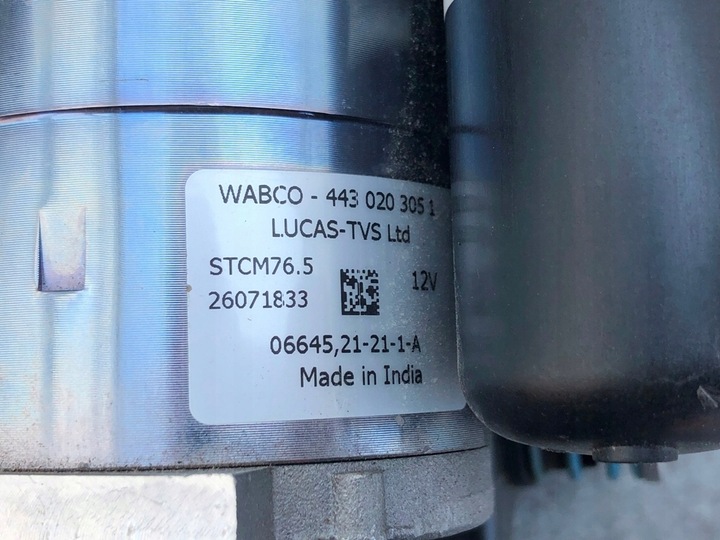 WABCO - 443 020 305 1
LUCAS-TVS Ltd
STCM76.5
12V
26071833
06645,21-21-1-A
Made in India